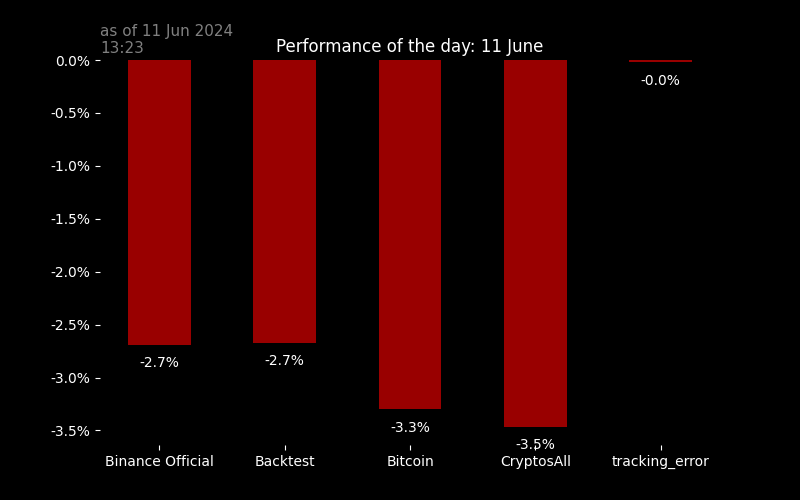 as of 11 Jun 2024
13:23
Performance of the day: 11 June
0.0%
-0.5%
-1.0%
-1.5%
-2.0%
-2.5%
-3.0%
-3.5%
-2.7%
-2.7%
-3.3%
-3.5%
-0.0%
Binance Official
Backtest
Bitcoin
CryptosAll
tracking_error